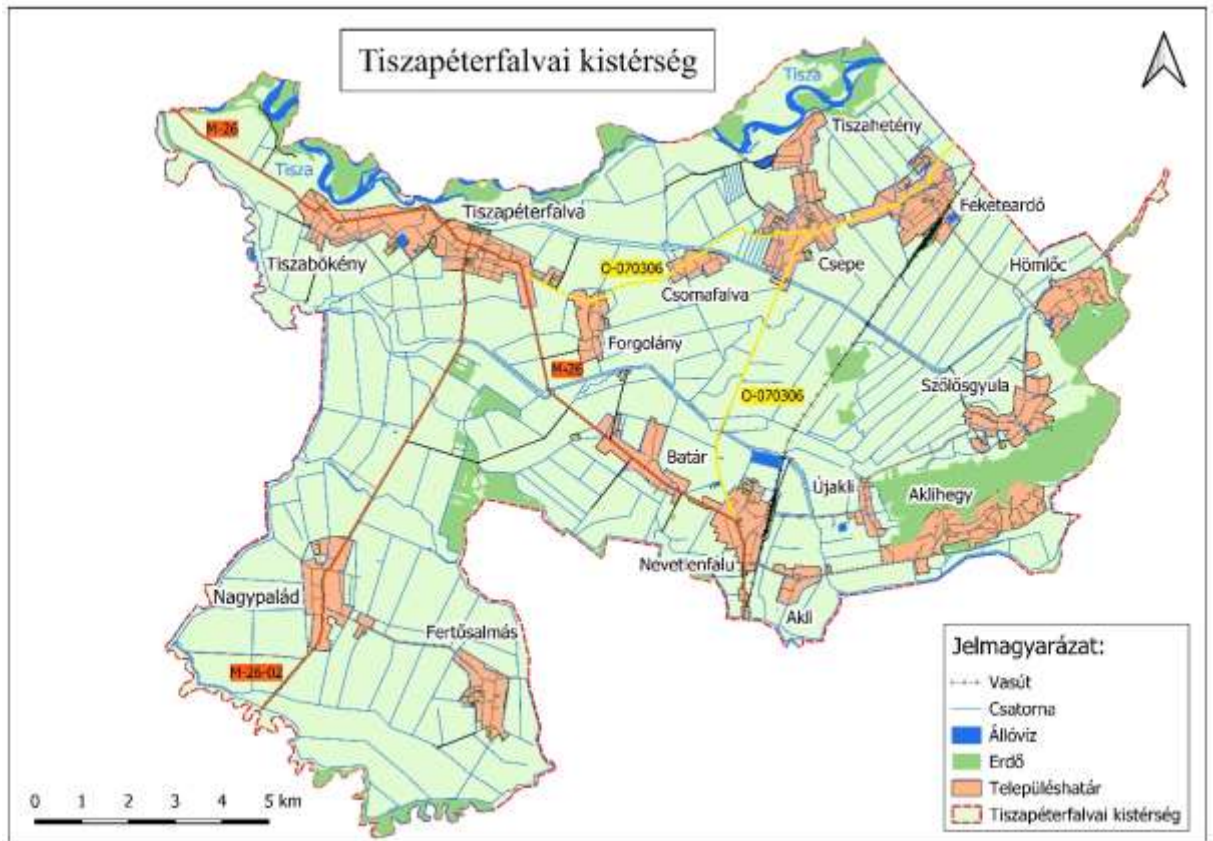 Tiszapéterfalvai kistérség
Tisza
M-26
Tiszahetény
Tisza
Tiszapéterfalva
Feketeardó
Tiszabökény
O-070306
Csepe
Hömlőc
Csomafalva
Forgolány
M-26
Szőlősgyula
O-070306
Batár
Újakli
Aklihegy
Nevetlenfalu
Nagypalád
Akli
Fertősalmás
M-26-02
Jelmagyarázat:
Vasút
Csatorna
Állóvíz
Erdő
Településhatár
Tiszapéterfalvai kistérség
0 1 2 3 4 5 km